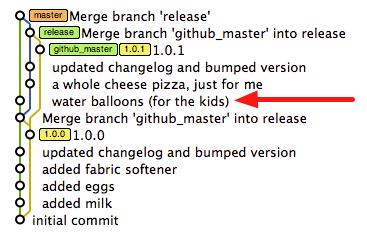 master Merge branch 'release'
release Merge branch 'github_master' into release
github_master 1.0.1 1.0.1
updated changelog and bumped version
a whole cheese pizza, just for me
water balloons (for the kids)
Merge branch 'github_master' into release
1.0.0 1.0.0
updated changelog and bumped version
added fabric softener
added eggs
added milk
initial commit